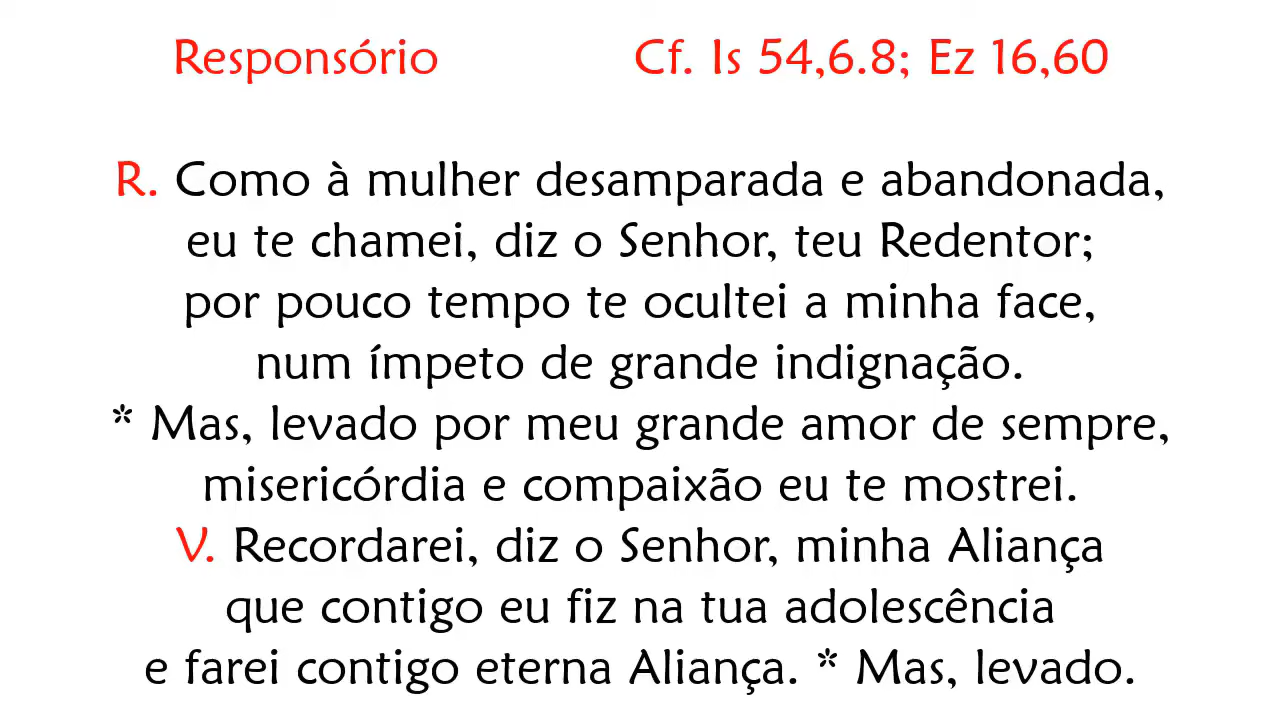 Responsório Cf. Is 54,6.8; Ez 16,60
R. Como à mulher desamparada e abandonada,
eu te chamei, diz o Senhor, teu Redentor;
por pouco tempo te ocultei a minha face,
num ímpeto de grande indignação.
* Mas, levado por meu grande amor de sempre,
misericórdia e compaixão eu te mostrei.
V. Recordarei, diz o Senhor, minha Aliança
que contigo eu fiz na tua adolescência
e farei contigo eterna Aliança. * Mas, levado.